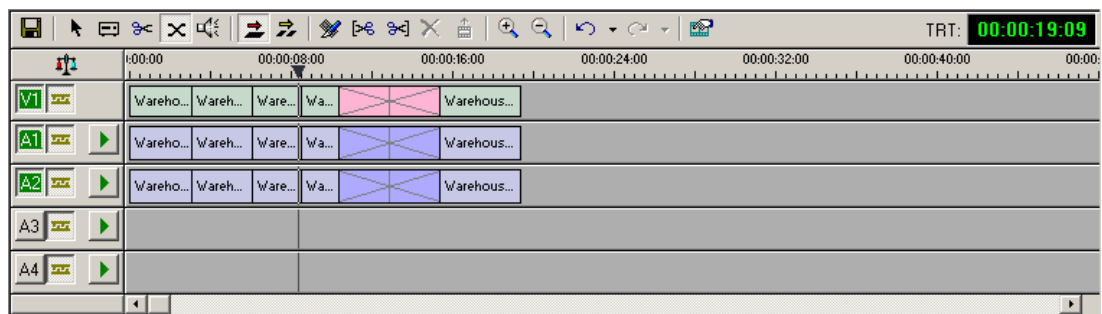 TRT: 00:00:19:09
:00:00 00:00:08:00 00:00:16:00 00:00:24:00 00:00:32:00 00:00:40:00 00:00:
V1 Wareho... Wareh... Ware... Wa... Warehous...
A1 Wareho... Wareh... Ware... Wa... Warehous...
A2 Wareho... Wareh... Ware... Wa... Warehous...
A3
A4